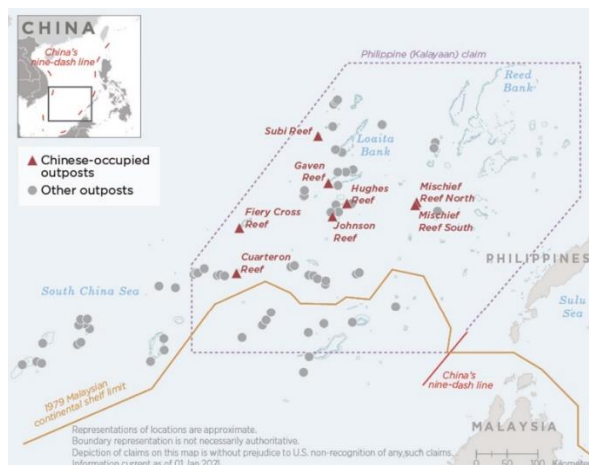 CHINA
China's
nine-dash line
Chinese-occupied
outposts
Other outposts
Philippine (Kalayaan) claim
Reed
Bank
Subi Reef
Loaita
Bank
Gaven
Reef
Hughes
Reef
Mischief
Reef North
Mischief
Reef South
Fiery Cross
Reef
Johnson
Reef
Cuarteron
Reef
PHILIPPINES
South China Sea
Sulu
Sea
China's
nine-dash line
1979 Malaysian
continental shelf limit
MALAYSIA
Representations of locations are approximate.
Boundary representation is not necessarily authoritative.
Depiction of claims on this map is without prejudice to U.S. non-recognition of any such claims.
Information current as of 01 Jan 2021
0 50 100 Kilomet